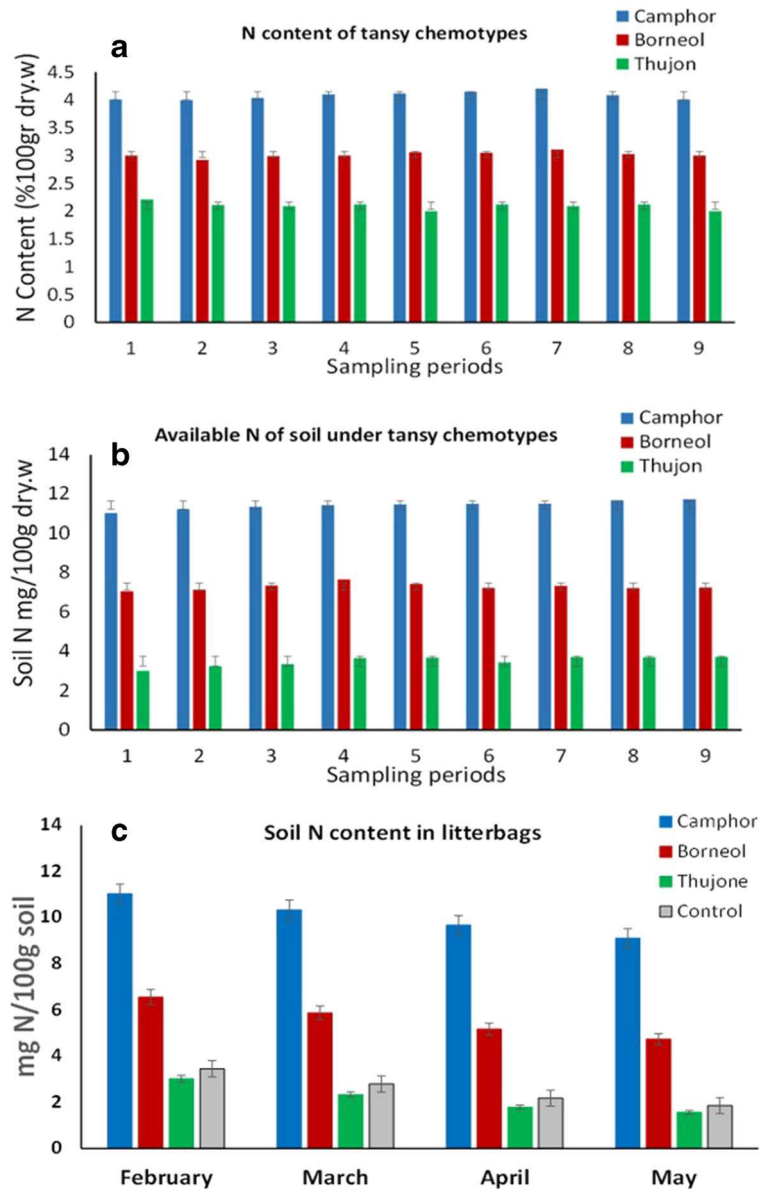 a
N content of tansy chemotypes
Camphor
Borneol
Thujon
N Content (%100gr dry.w)
4.5
4
3.5
3
2.5
2
1.5
1
0.5
0
1 2 3 4 5 6 7 8 9
Sampling periods
b
Available N of soil under tansy chemotypes
Camphor
Borneol
Thujon
Soil N mg/100g dry.w
14
12
10
8
6
4
2
0
1 2 3 4 5 6 7 8 9
Sampling periods
c
Soil N content in litterbags
Camphor
Borneol
Thujone
Control
mg N/100g soil
14
12
10
8
6
4
2
0
February March April May